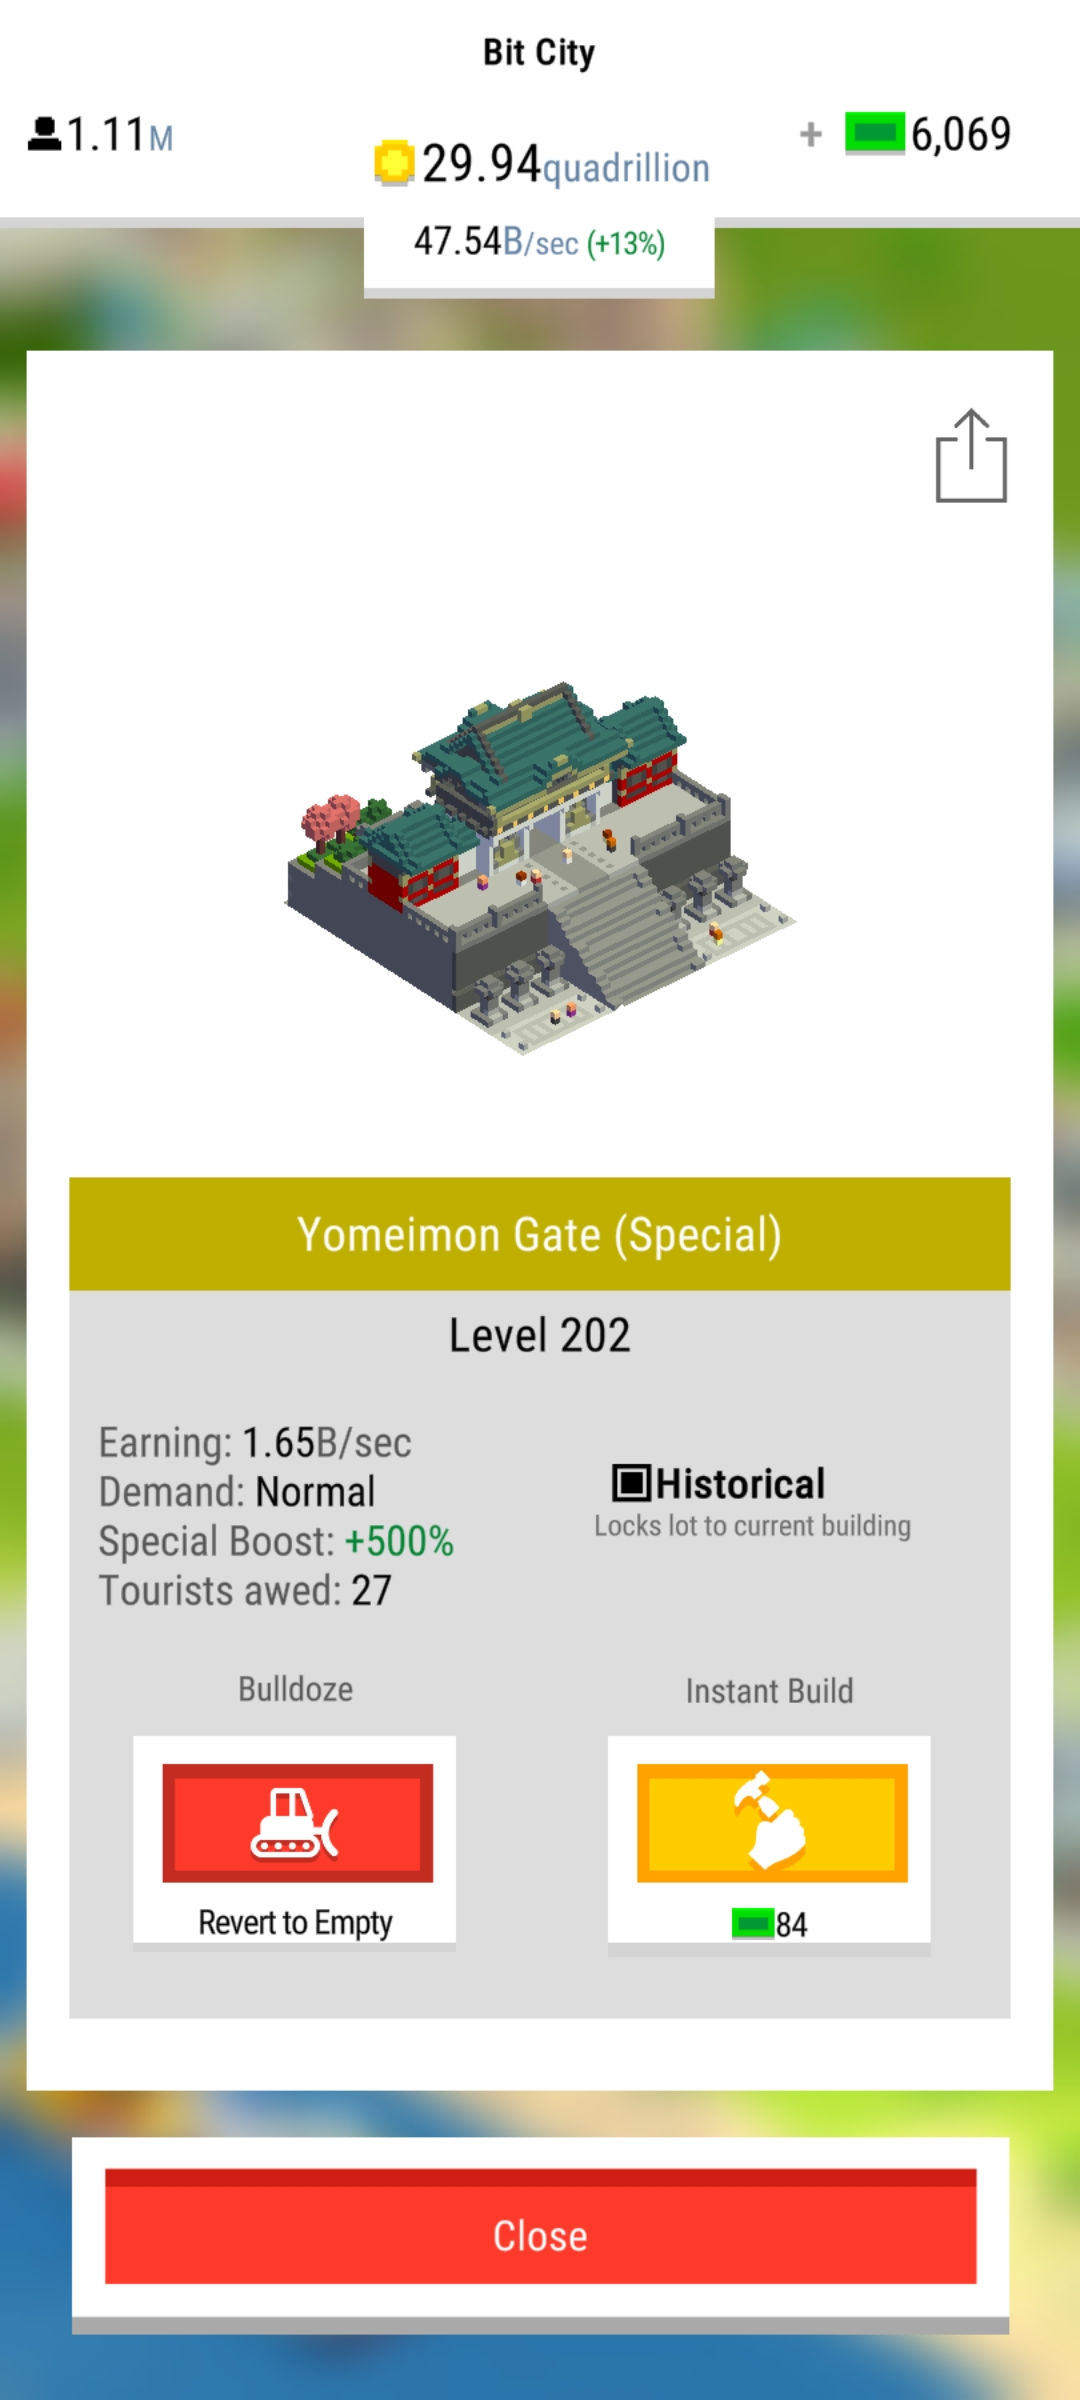 Bit City
1.11M
29.94quadrillion
+ 6,069
47.54B/sec (+13%)
Yomeimon Gate (Special)
Level 202
Earning: 1.65B/sec
Demand: Normal
Special Boost: +500%
Tourists awed: 27
Historical
Locks lot to current building
Bulldoze
Revert to Empty
Instant Build
84
Close